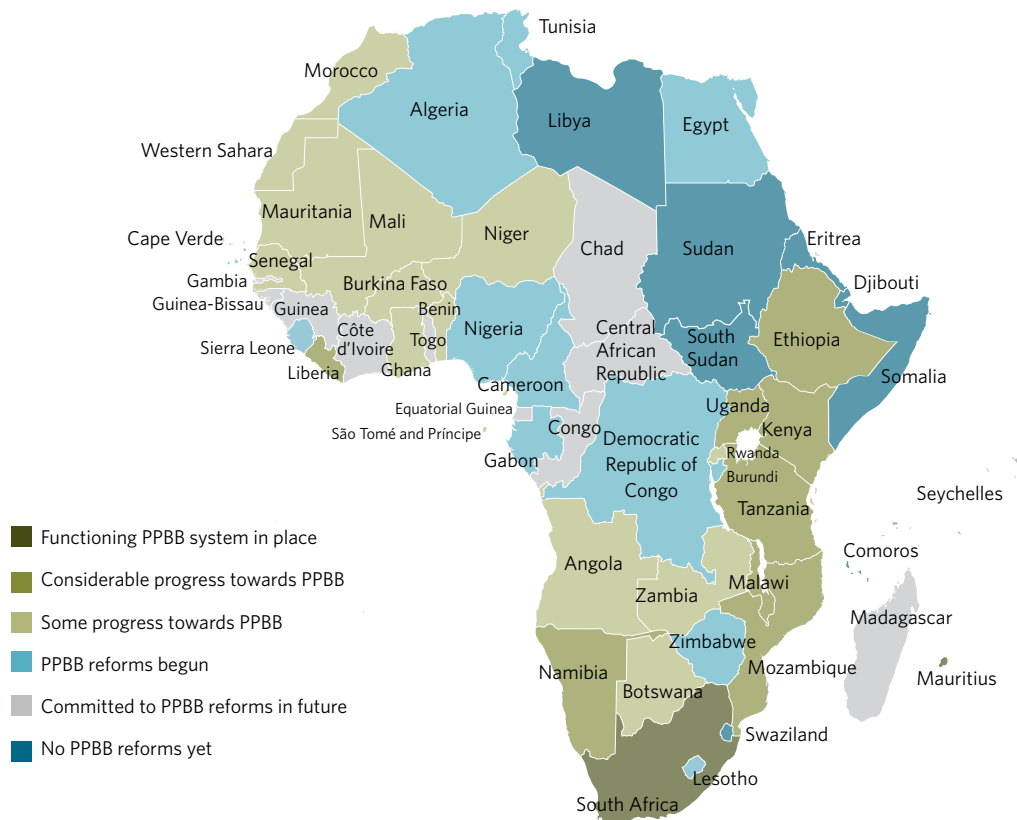 Tunisia
Morocco
Algeria
Libya
Egypt
Western Sahara
Mauritania
Mali
Niger
Chad
Sudan
Eritrea
Cape Verde
Senegal
Gambia
Guinea-Bissau
Guinea
Burkina Faso
Benin
Djibouti
Sierra Leone
Côte
d'Ivoire
Togo
Nigeria
Central
African
Republic
South
Sudan
Ethiopia
Liberia
Ghana
Cameroon
Somalia
Equatorial Guinea
São Tomé and Príncipe
Gabon
Congo
Democratic
Republic of
Congo
Uganda
Kenya
Rwanda
Burundi
Tanzania
Seychelles
Angola
Zambia
Malawi
Comoros
Madagascar
Zimbabwe
Mozambique
Mauritius
Namibia
Botswana
Swaziland
Lesotho
South Africa
Functioning PPBB system in place
Considerable progress towards PPBB
Some progress towards PPBB
PPBB reforms begun
Committed to PPBB reforms in future
No PPBB reforms yet